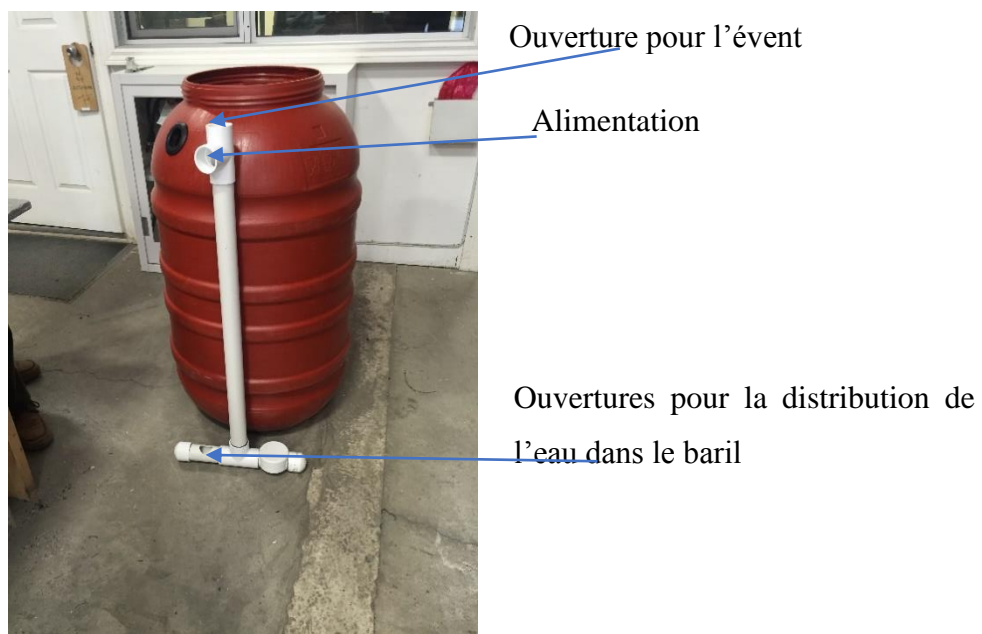 Ouverture pour l’évent
Alimentation
Ouvertures pour la distribution de
l’eau dans le baril